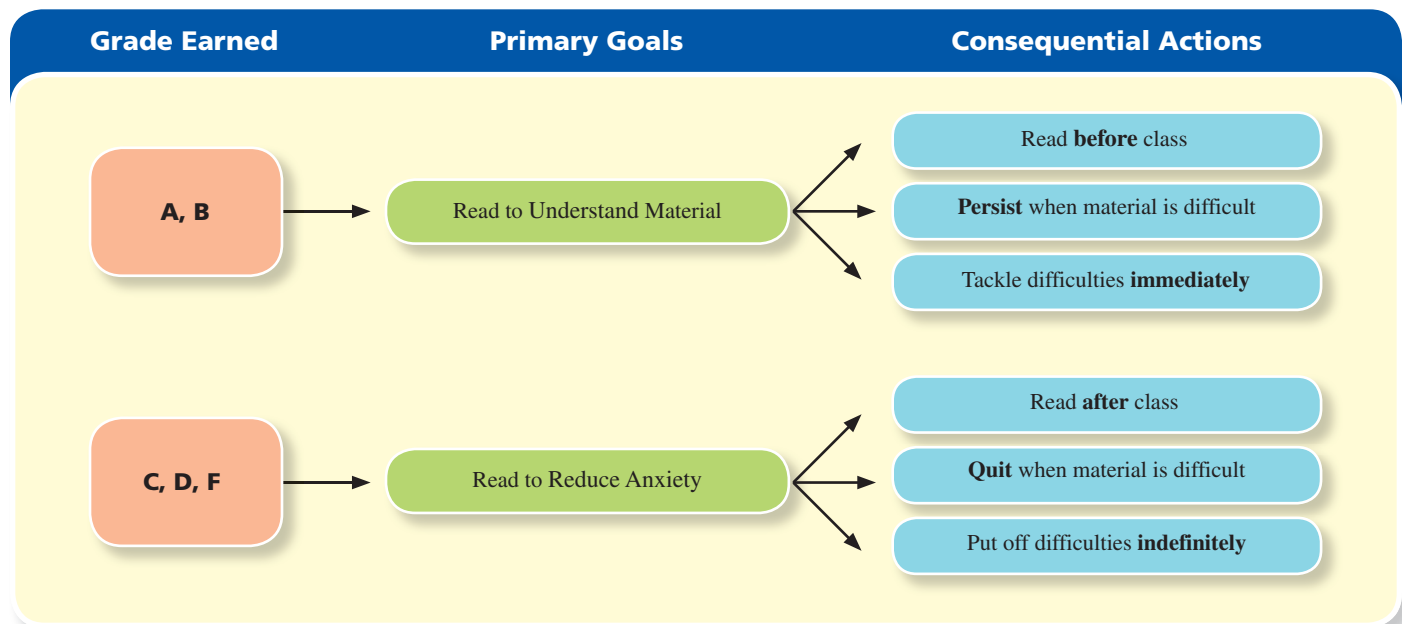 Grade Earned
Primary Goals
Consequential Actions
A, B
Read to Understand Material
Read before class
Persist when material is difficult
Tackle difficulties immediately
C, D, F
Read to Reduce Anxiety
Read after class
Quit when material is difficult
Put off difficulties indefinitely